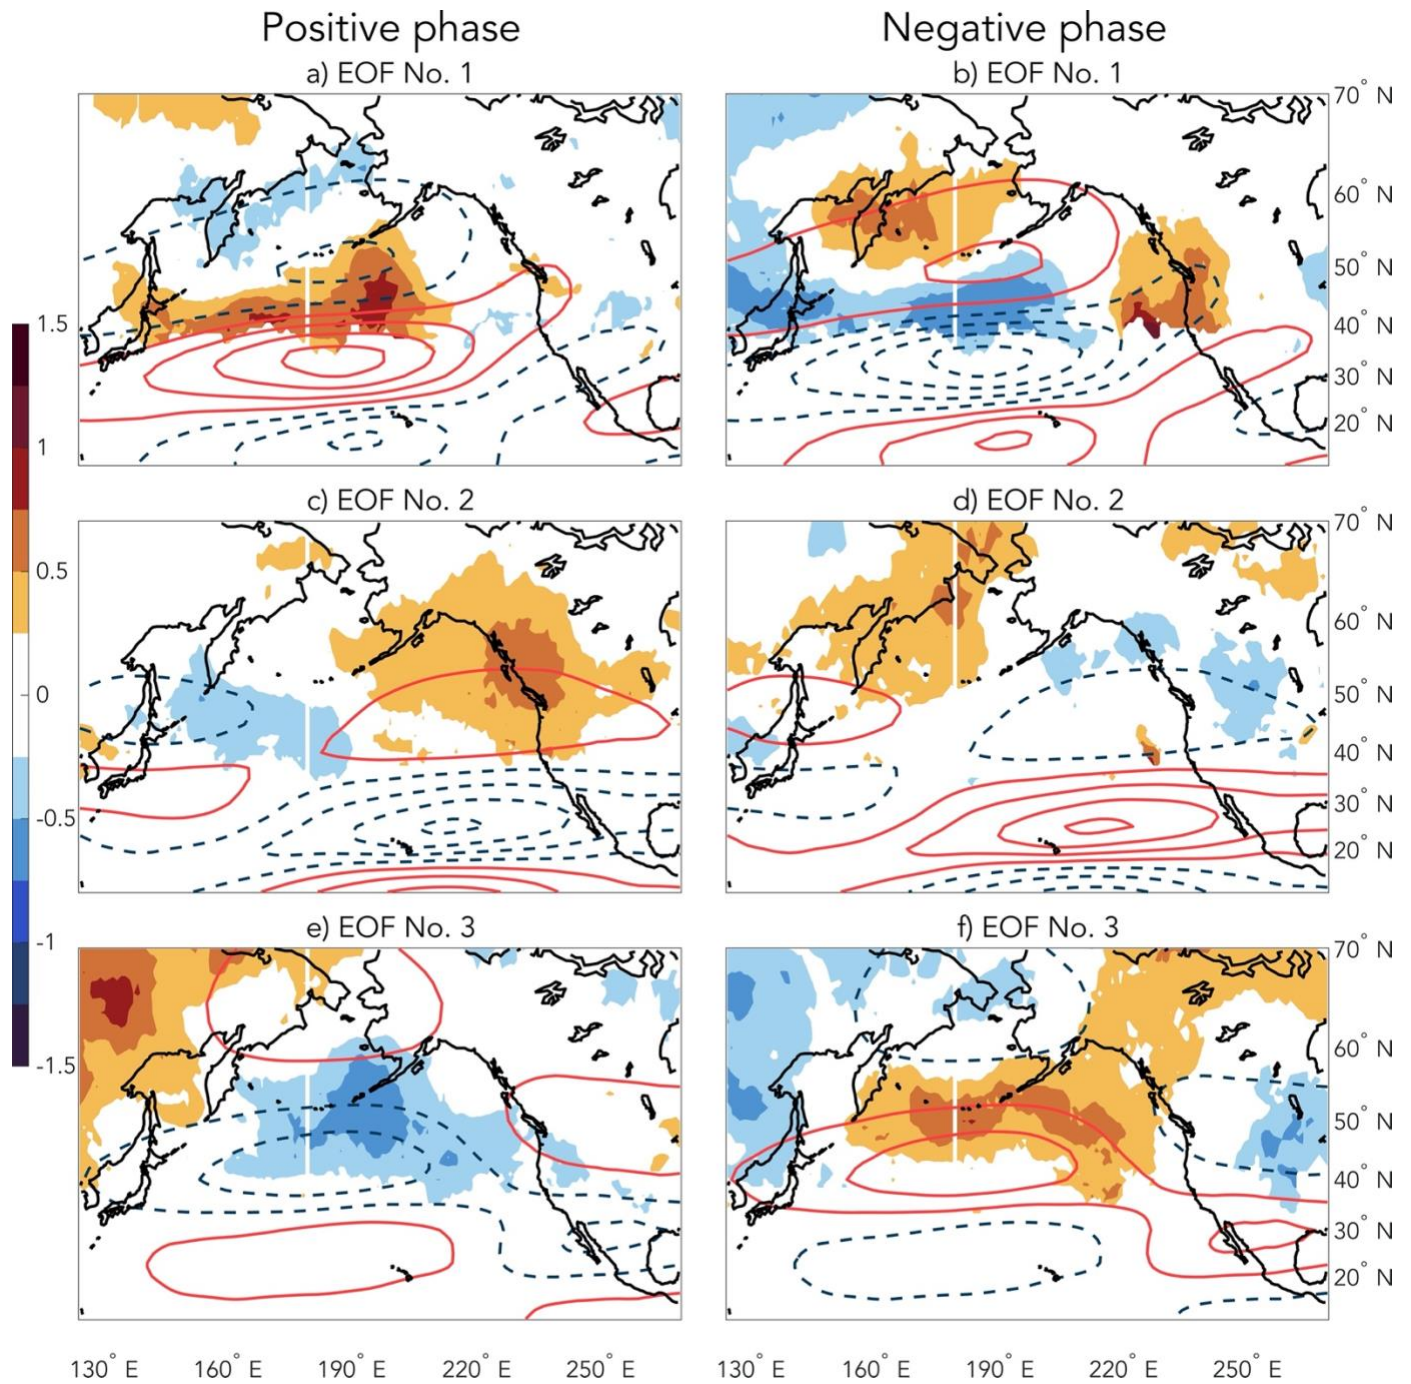 Positive phase
Negative phase
a) EOF No. 1
b) EOF No. 1
70° N
60° N
50° N
40° N
30° N
20° N
1.5
1
0.5
0
-0.5
-1
-1.5
c) EOF No. 2
d) EOF No. 2
70° N
60° N
50° N
40° N
30° N
20° N
e) EOF No. 3
f) EOF No. 3
70° N
60° N
50° N
40° N
30° N
20° N
130° E 160° E 190° E 220° E 250° E
130° E 160° E 190° E 220° E 250° E